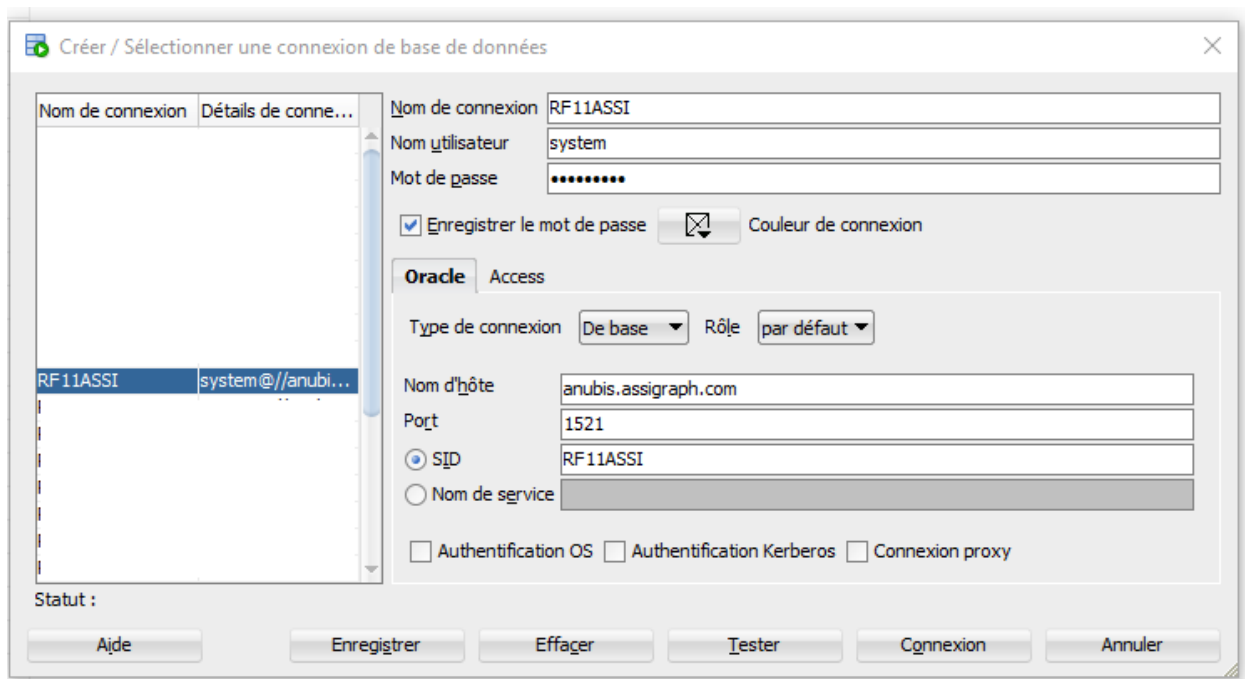 Créer / Sélectionner une connexion de base de données
Nom de connexion Détails de conne...
RF11ASSI system@//anubi...
Nom de connexion RF11ASSI
Nom utilisateur system
Mot de passe •••••••••
Enregistrer le mot de passe Couleur de connexion
Oracle Access
Type de connexion De base Rôle par défaut
Nom d'hôte anubis.assigraph.com
Port 1521
SID RF11ASSI
Nom de service
Authentification OS Authentification Kerberos Connexion proxy
Statut :
Aide Enregistrer Effacer Tester Connexion Annuler